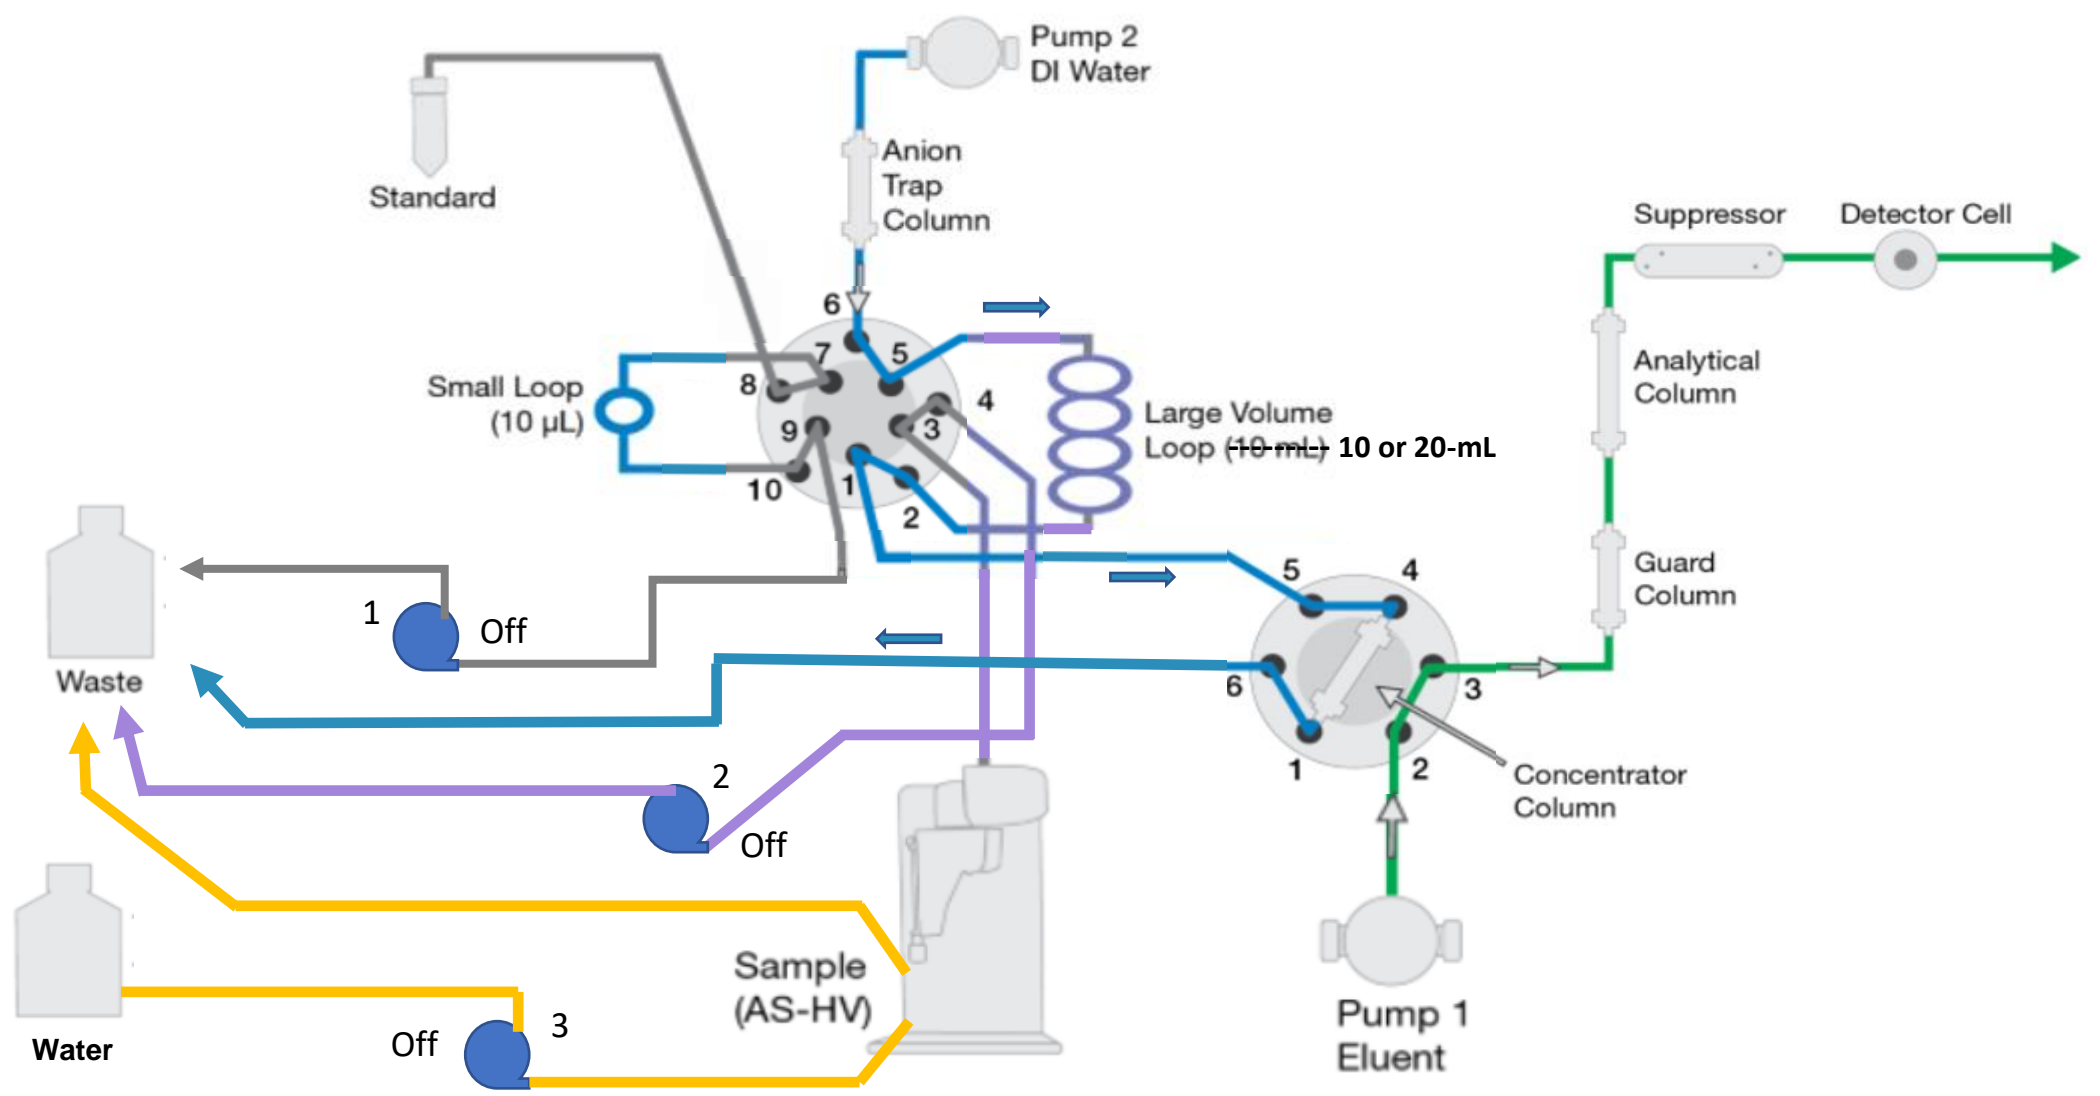 Pump 2
DI Water
Anion
Trap
Column
Standard
Suppressor
Detector Cell
6
7
5
8
4
Small Loop
(10 µL)
9
3
Large Volume
Loop (10 mL) 10 or 20-mL
10
1
2
Analytical
Column
Guard
Column
5
4
6
3
1
2
Concentrator
Column
1
Off
Waste
2
Off
Sample
(AS-HV)
Pump 1
Eluent
Water
Off
3